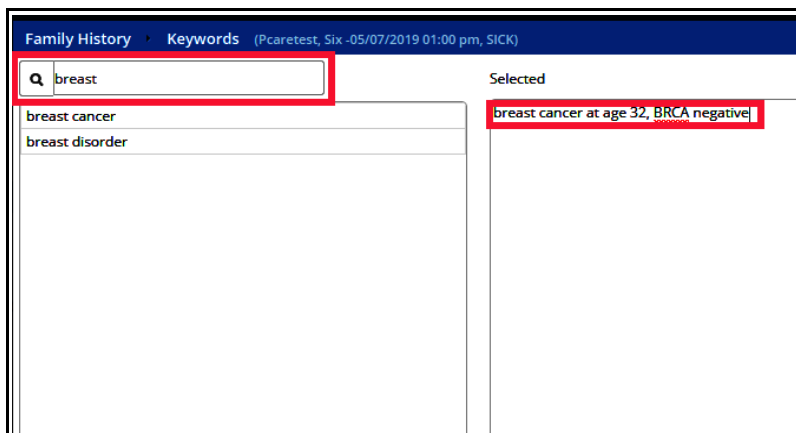 Family History Keywords (Pcaretest, Six -05/07/2019 01:00 pm, SICK)
breast
Selected
breast cancer
breast disorder
breast cancer at age 32, BRCA negative